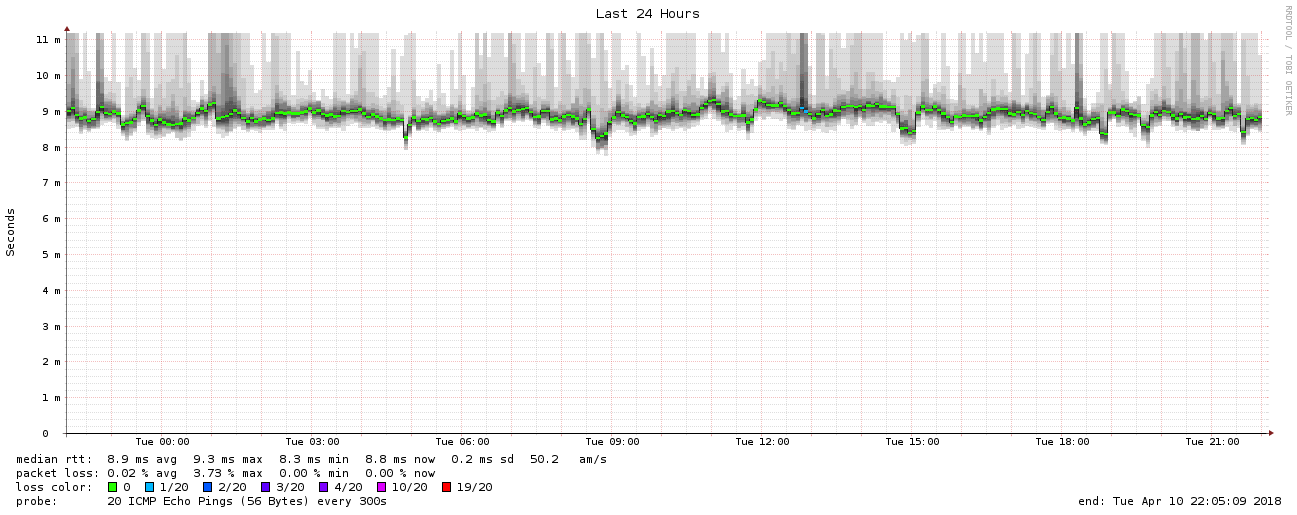 Last 24 Hours
RRDTOOL / TOBI OETIKER
Seconds
11 m
10 m
9 m
8 m
7 m
6 m
5 m
4 m
3 m
2 m
1 m
0
Tue 00:00 Tue 03:00 Tue 06:00 Tue 09:00 Tue 12:00 Tue 15:00 Tue 18:00 Tue 21:00
median rtt: 8.9 ms avg 9.3 ms max 8.3 ms min 8.8 ms now 0.2 ms sd 50.2 am/s
packet loss: 0.02 % avg 3.73 % max 0.00 % min 0.00 % now
loss color: 0 1/20 2/20 3/20 4/20 10/20 19/20
probe: 20 ICMP Echo Pings (56 Bytes) every 300s end: Tue Apr 10 22:05:09 2018